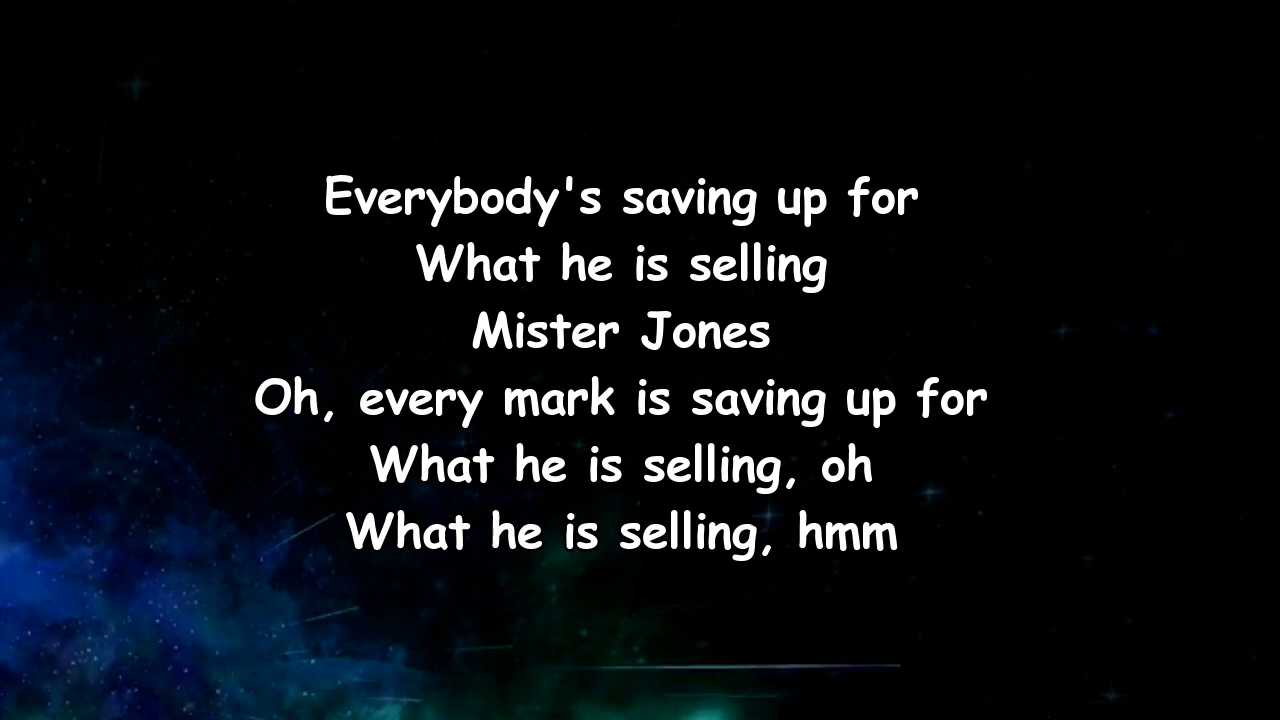 Everybody's saving up for
What he is selling
Mister Jones
Oh, every mark is saving up for
What he is selling, oh
What he is selling, hmm